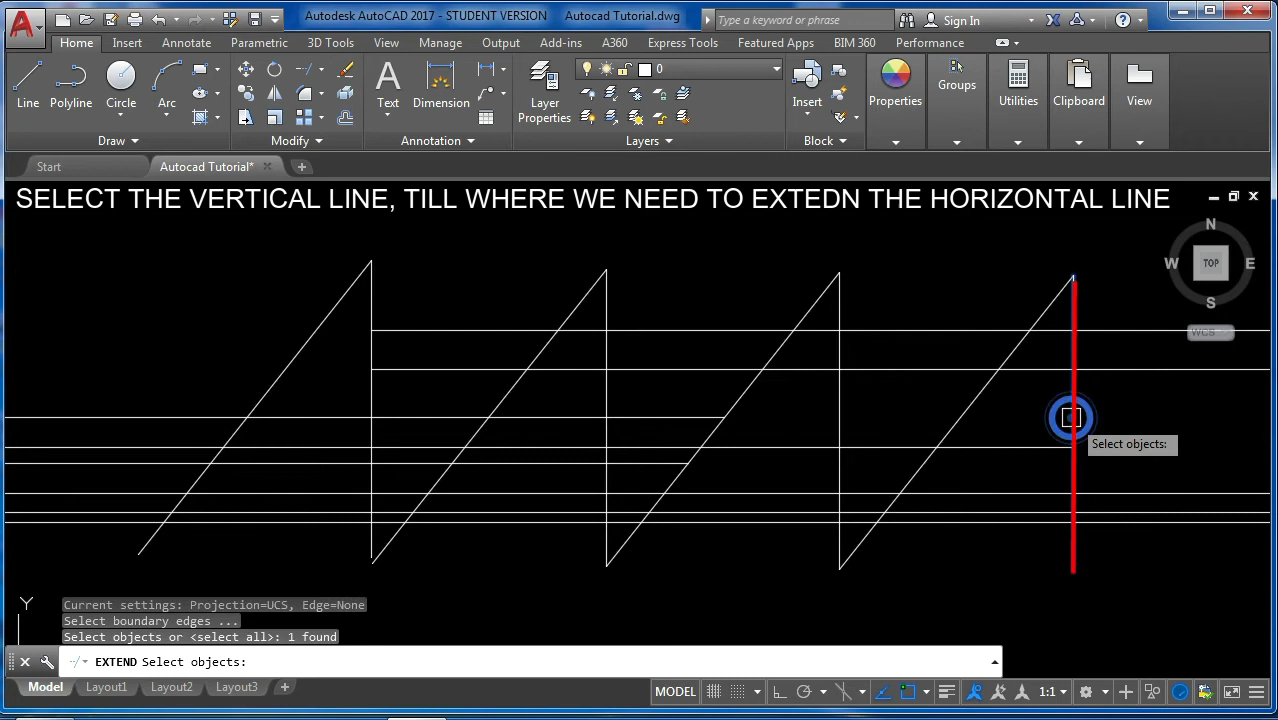 Autodesk AutoCAD 2017 - STUDENT VERSION Autocad Tutorial.dwg
Type a keyword or phrase
Sign In
Home Insert Annotate Parametric 3D Tools View Manage Output Add-ins A360 Express Tools Featured Apps BIM 360 Performance
0
Line Polyline Circle Arc
Text Dimension
Layer
Properties
Insert
Properties Groups Utilities Clipboard View
Draw Modify Annotation Layers Block
Start Autocad Tutorial*
SELECT THE VERTICAL LINE, TILL WHERE WE NEED TO EXTEDN THE HORIZONTAL LINE
N
W TOP E
S
WCS
Select objects:
Y
Current settings: Projection=UCS, Edge=None
Select boundary edges ...
Select objects or <select all>: 1 found
EXTEND Select objects:
Model Layout1 Layout2 Layout3
MODEL 1:1